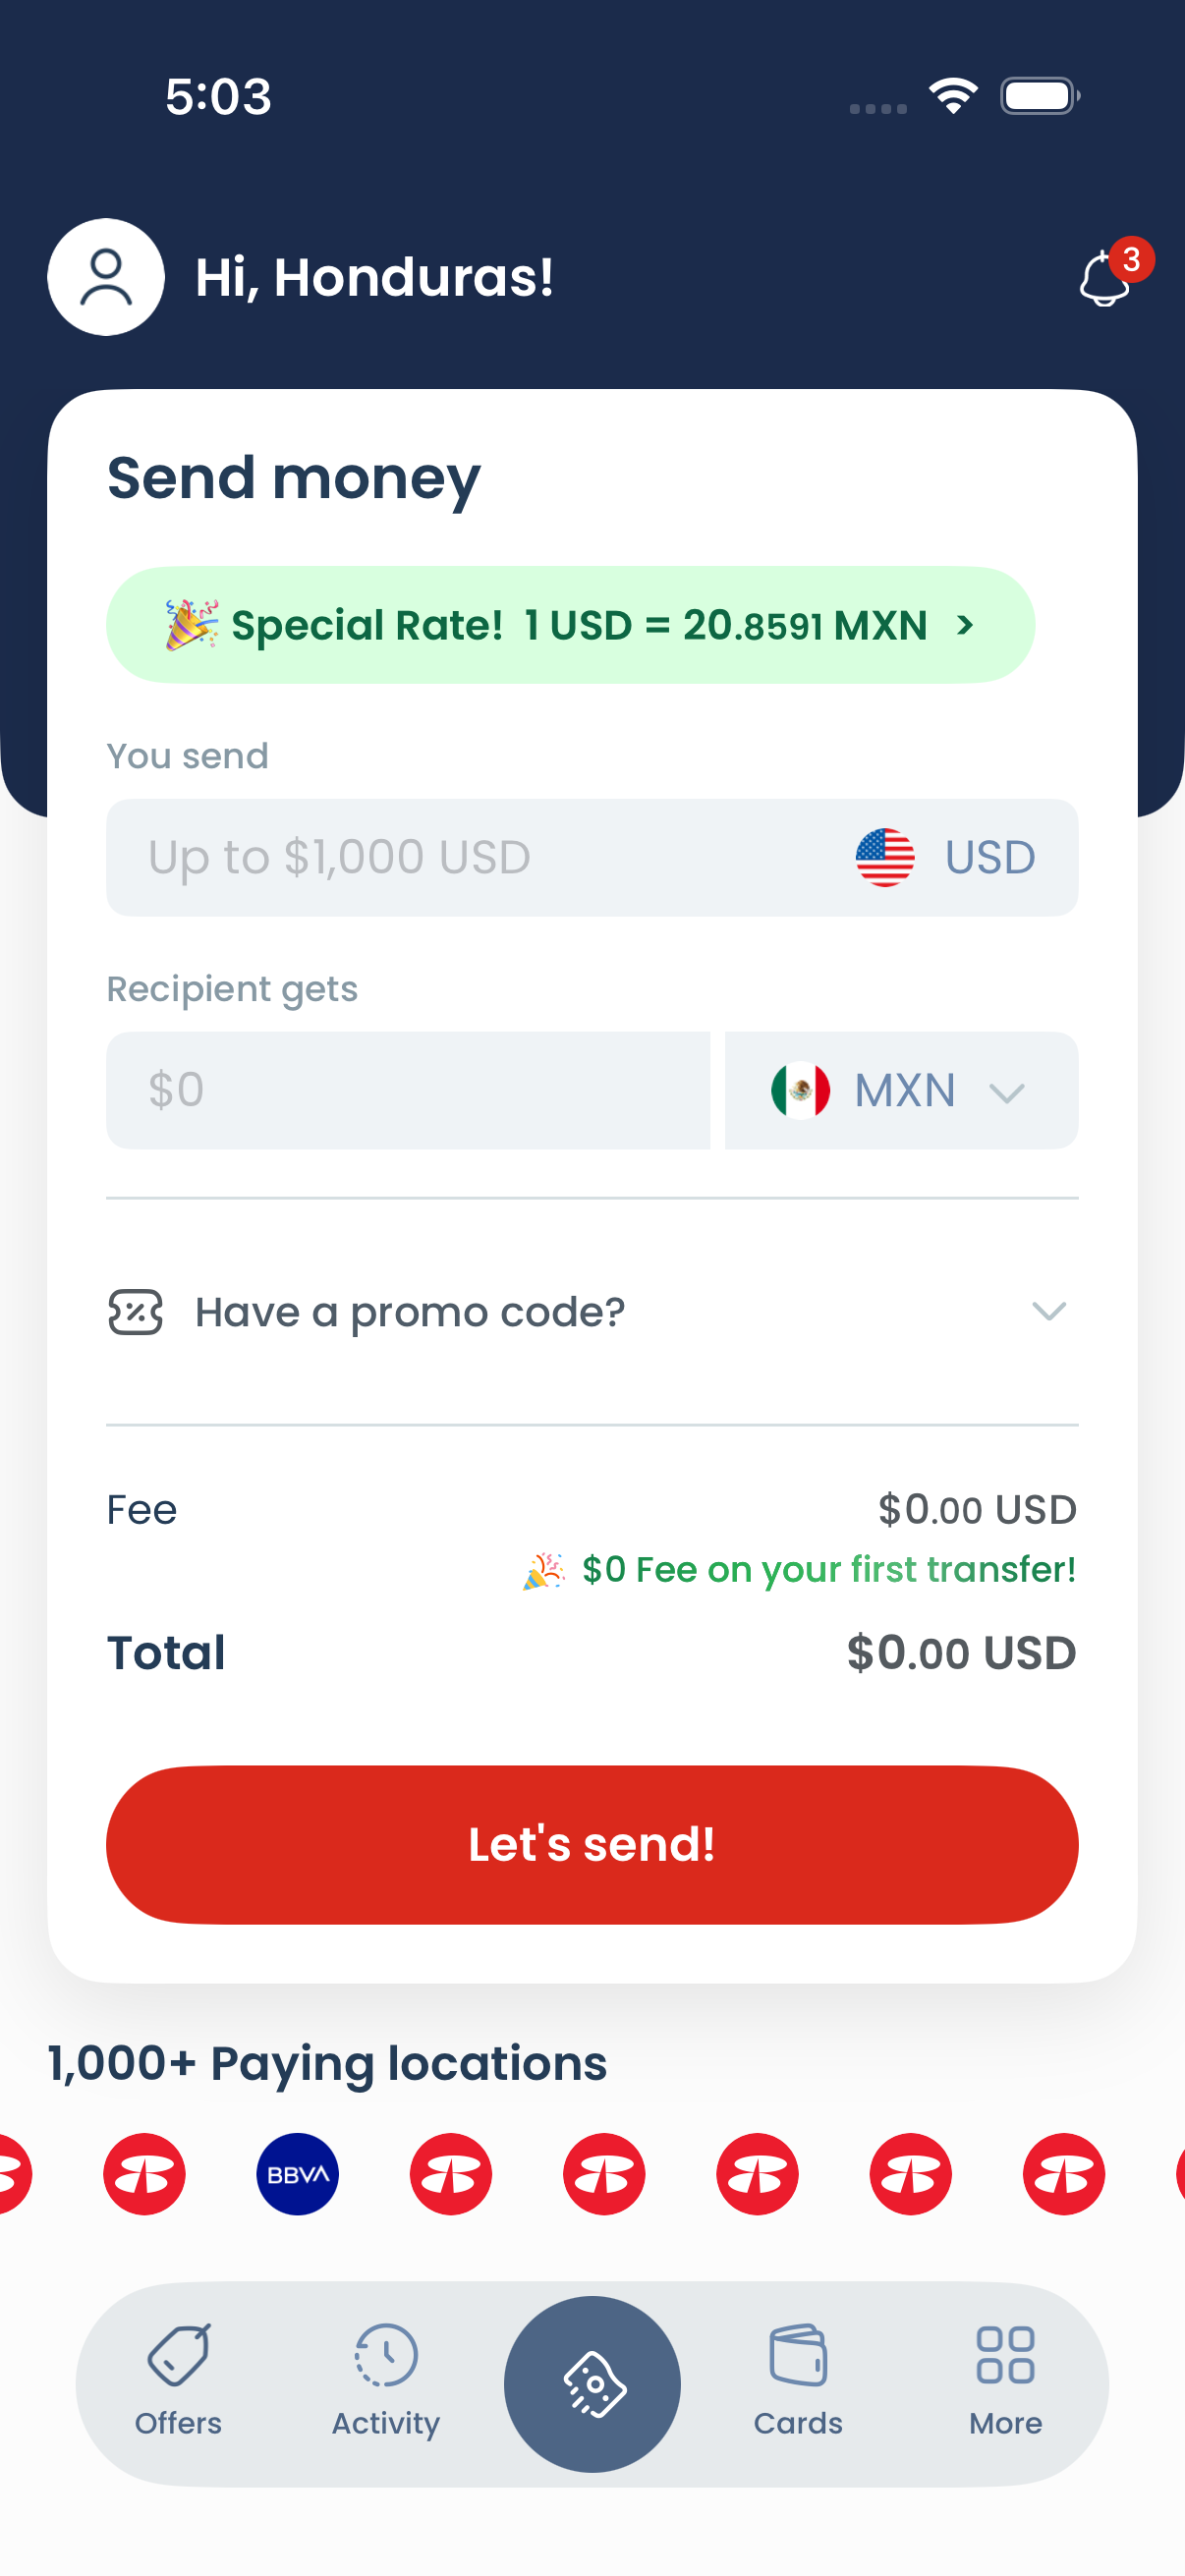 5:03
Hi, Honduras!
3
Send money
🎉 Special Rate! 1 USD = 20.8591 MXN >
You send
Up to $1,000 USD
USD
Recipient gets
$0
MXN
Have a promo code?
Fee
$0.00 USD
🎉 $0 Fee on your first transfer!
Total
$0.00 USD
Let's send!
1,000+ Paying locations
BBVA
Offers
Activity
Cards
More